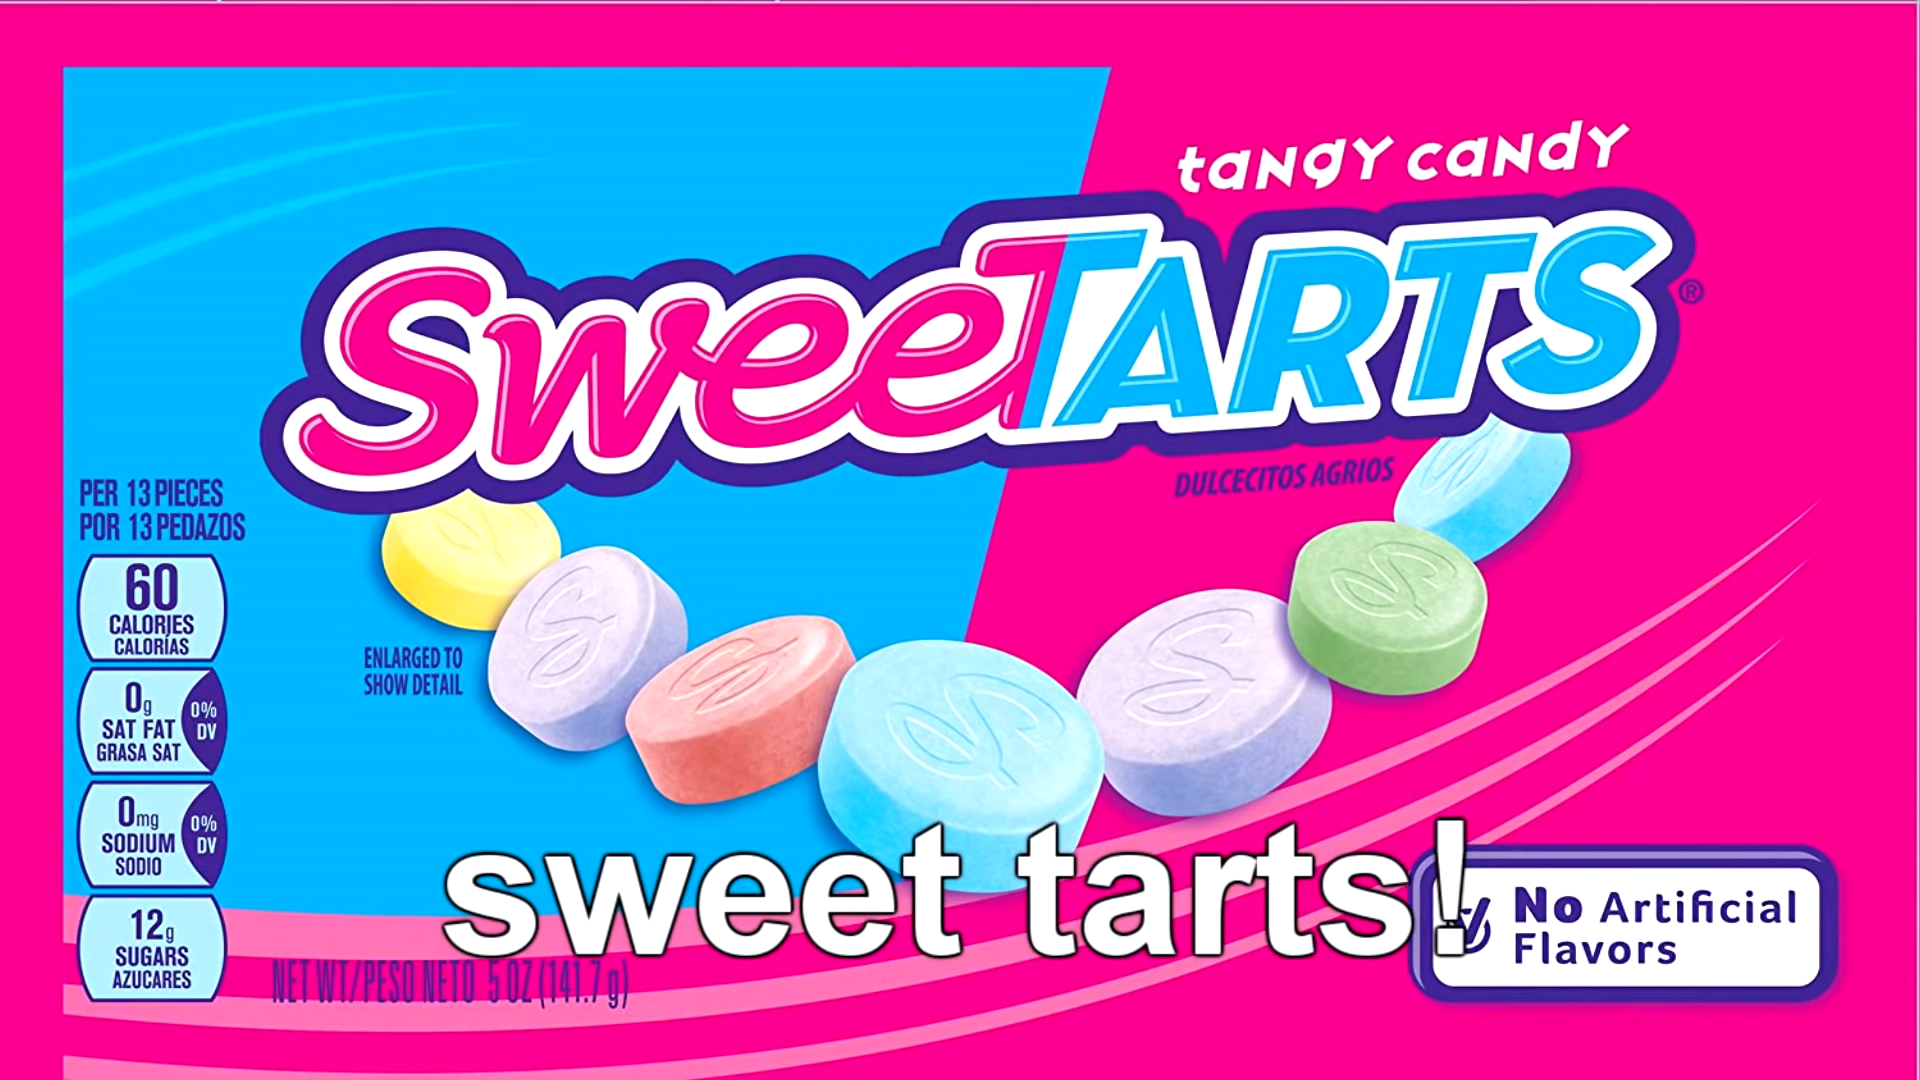 tangy candy
SweeTARTS®
DULCECITOS AGRIOS
PER 13 PIECES
POR 13 PEDAZOS
60
CALORIES
CALORÍAS
0g
SAT FAT
GRASA SAT
0%
DV
0mg
SODIUM
SODIO
0%
DV
12g
SUGARS
AZUCARES
ENLARGED TO
SHOW DETAIL
sweet tarts!
No Artificial
Flavors
NET WT/PESO NETO 5 OZ (141.7 g)